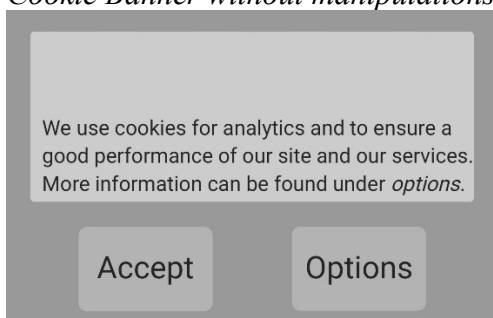 Cookie Banner without manipulations
We use cookies for analytics and to ensure a
good performance of our site and our services.
More information can be found under options.
Accept
Options